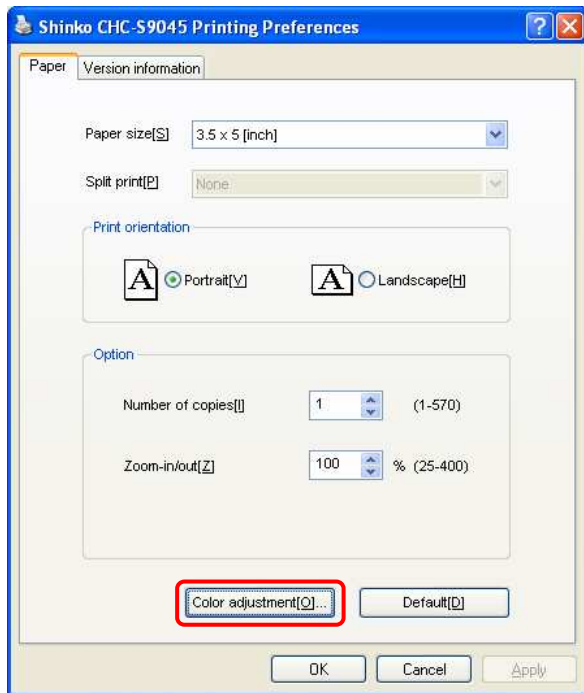 Shinko CHC-S9045 Printing Preferences
Paper Version information
Paper size[S] 3.5 x 5 [inch]
Split print[P] None
Print orientation
A Portrait[V] A Landscape[H]
Option
Number of copies[I] 1 (1-570)
Zoom-in/out[Z] 100 % (25-400)
Color adjustment[O]... Default[D]
OK Cancel Apply